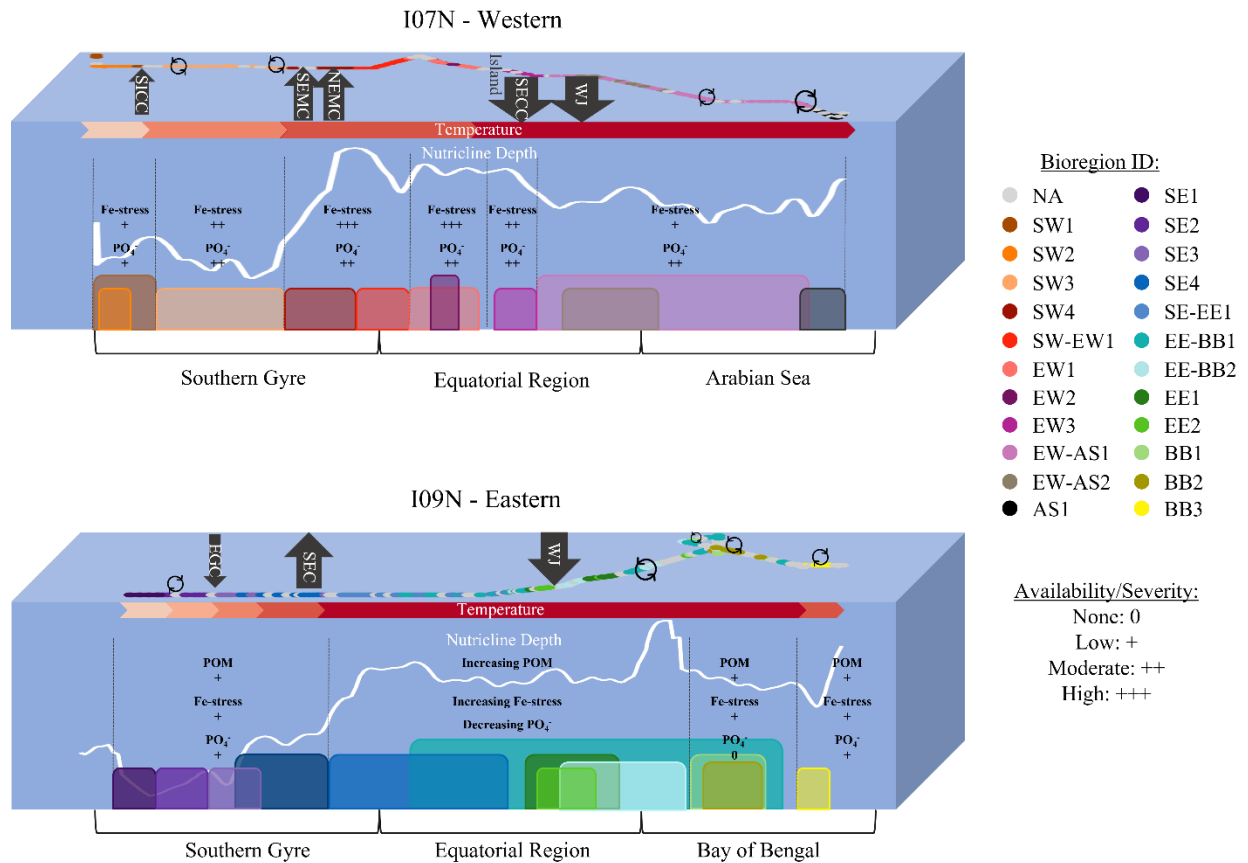 I07N - Western
SICC
SEMC
NEMC
Island
SECC
WJ
Temperature
Nutricline Depth
Fe-stress
+
PO₄⁻
+
Fe-stress
++
PO₄⁻
++
Fe-stress
+++
PO₄⁻
++
Fe-stress
+++
PO₄⁻
++
Fe-stress
++
PO₄⁻
++
Fe-stress
+
PO₄⁻
++
Southern Gyre
Equatorial Region
Arabian Sea
I09N - Eastern
EGC
SEC
WJ
Temperature
Nutricline Depth
POM
+
Fe-stress
+
PO₄⁻
+
Increasing POM
Increasing Fe-stress
Decreasing PO₄⁻
POM
+
Fe-stress
+
PO₄⁻
0
POM
+
Fe-stress
+
PO₄⁻
+
Southern Gyre
Equatorial Region
Bay of Bengal
Bioregion ID:
NA
SW1
SW2
SW3
SW4
SW-EW1
EW1
EW2
EW3
EW-AS1
EW-AS2
AS1
SE1
SE2
SE3
SE4
SE-EE1
EE-BB1
EE-BB2
EE1
EE2
BB1
BB2
BB3
Availability/Severity:
None: 0
Low: +
Moderate: ++
High: +++